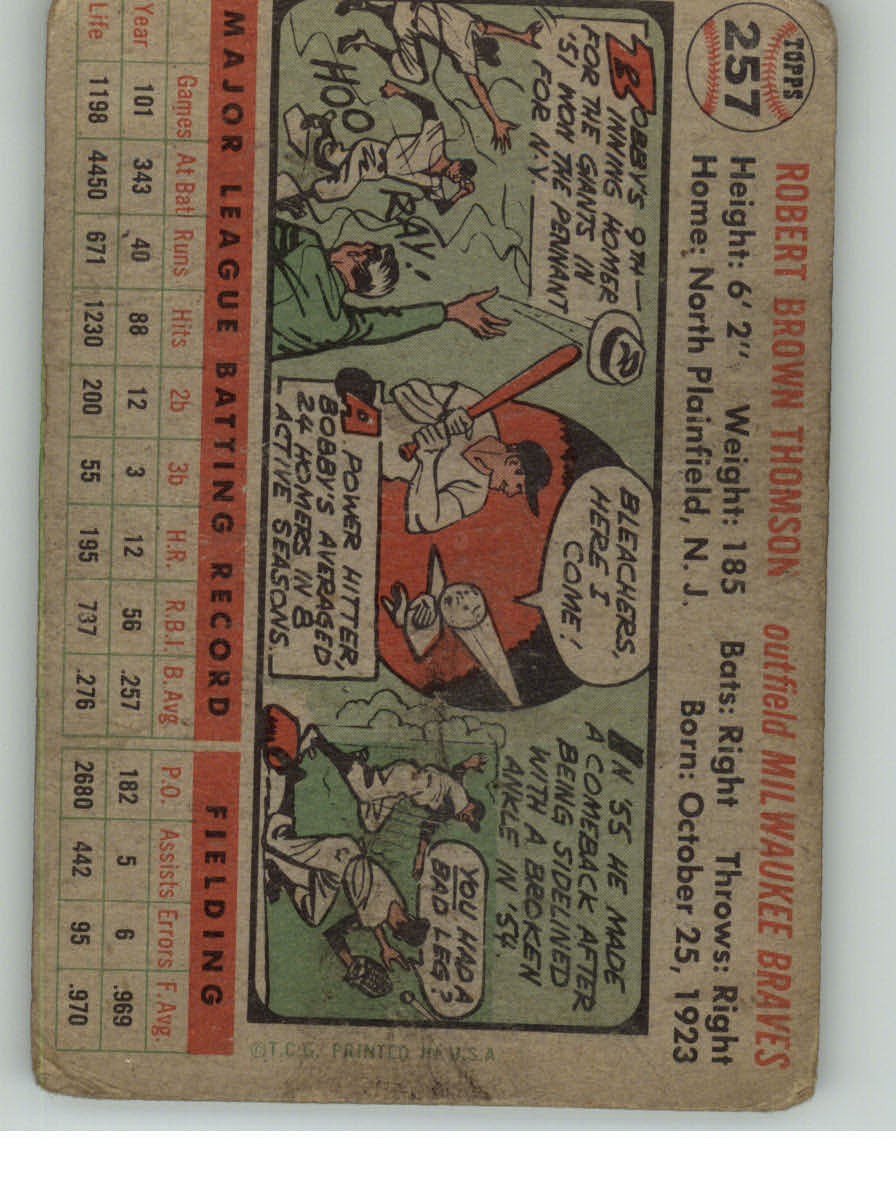 TOPPS
257
ROBERT BROWN THOMSON outfield MILWAUKEE BRAVES
Height: 6' 2" Weight: 185 Bats: Right Throws: Right
Home: North Plainfield, N. J. Born: October 25, 1923
BOBBY'S 9TH
INNING HOMER
FOR THE GIANTS IN
'51 WON THE PENNANT
FOR N.Y.
HOO
RAY!
BLEACHERS,
HERE I
COME!
A POWER HITTER,
BOBBY'S AVERAGED
24 HOMERS IN 8
ACTIVE SEASONS.
IN '55 HE MADE
A COMEBACK AFTER
BEING SIDELINED
WITH A BROKEN
ANKLE IN '54.
YOU HAD A
BAD LEG?
©T.C.G. PRINTED IN U.S.A
MAJOR LEAGUE BATTING RECORD FIELDING
Games At Bat Runs Hits 2b 3b H.R. R.B.I. B.Avg. P.O. Assists Errors F.Avg.
Year 101 343 40 88 12 3 12 56 .257 182 5 6 .969
Life 1198 4450 671 1230 200 55 195 737 .276 2680 442 95 .970